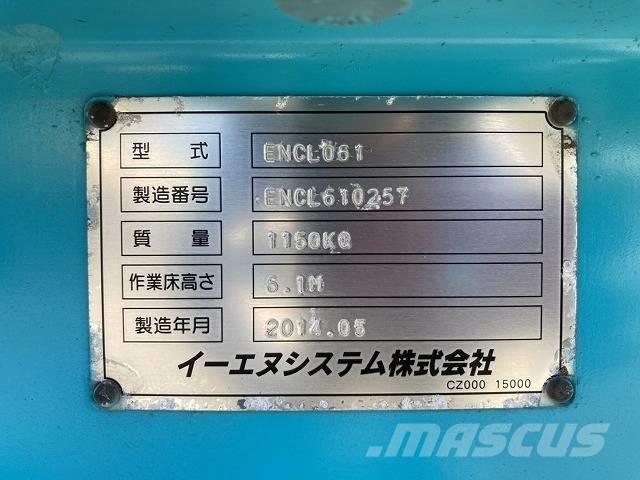 型 式 ENCL061
製造番号 ENCL610257
質 量 1150KG
作業床高さ 6.1M
製造年月 2014.05
イーエヌシステム株式会社
CZ000 15000
MASCUS